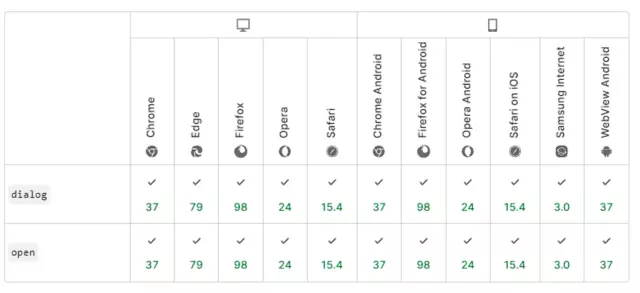 Chrome
Edge
Firefox
Opera
Safari
Chrome Android
Firefox for Android
Opera Android
Safari on iOS
Samsung Internet
WebView Android
dialog
37 79 98 24 15.4 37 98 24 15.4 3.0 37
open
37 79 98 24 15.4 37 98 24 15.4 3.0 37